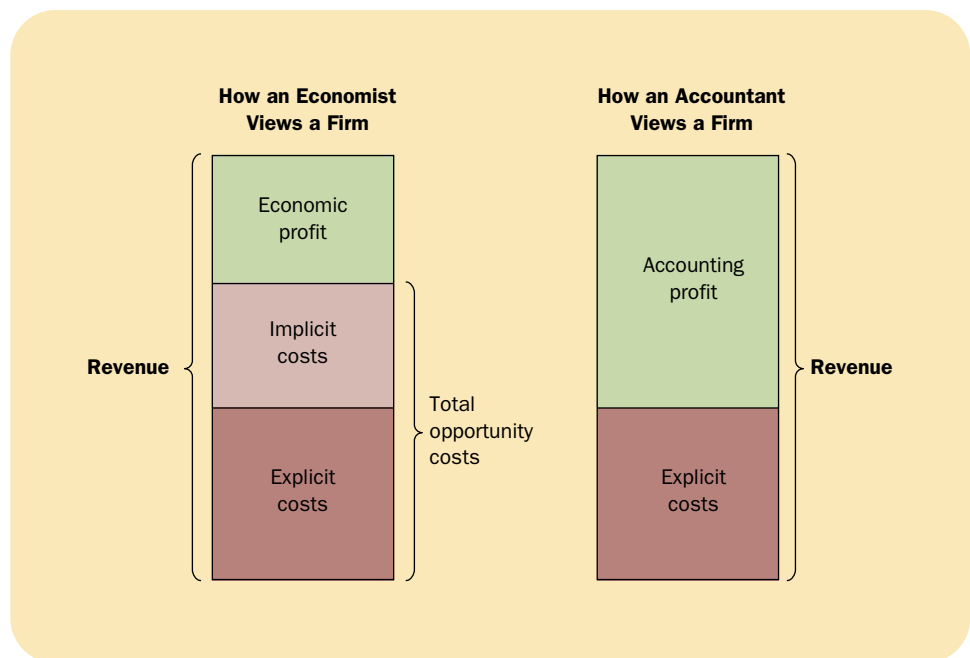 How an Economist
Views a Firm
How an Accountant
Views a Firm
Economic
profit
Implicit
costs
Explicit
costs
Revenue
Total
opportunity
costs
Accounting
profit
Explicit
costs
Revenue